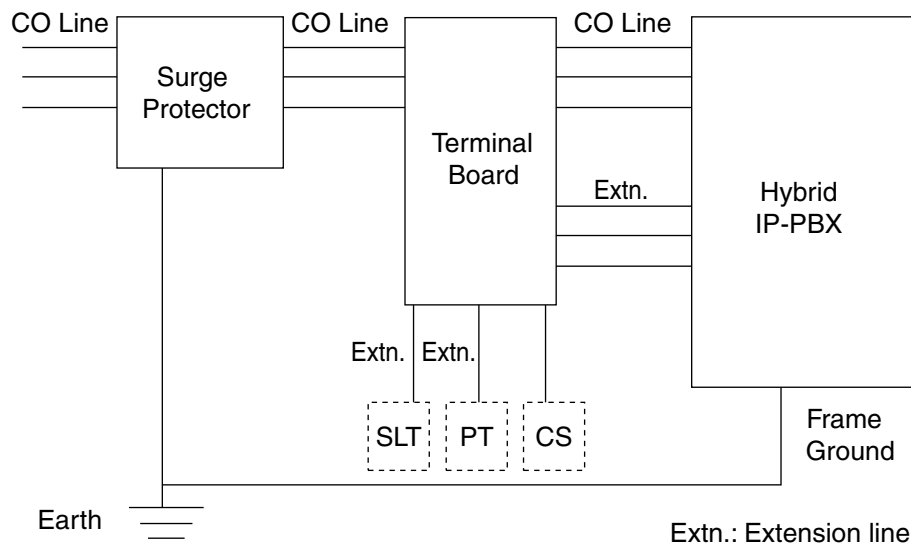 CO Line
CO Line
CO Line
Surge
Protector
Terminal
Board
Extn.
Hybrid
IP-PBX
Extn.
Extn.
SLT
PT
CS
Frame
Ground
Earth
Extn.: Extension line